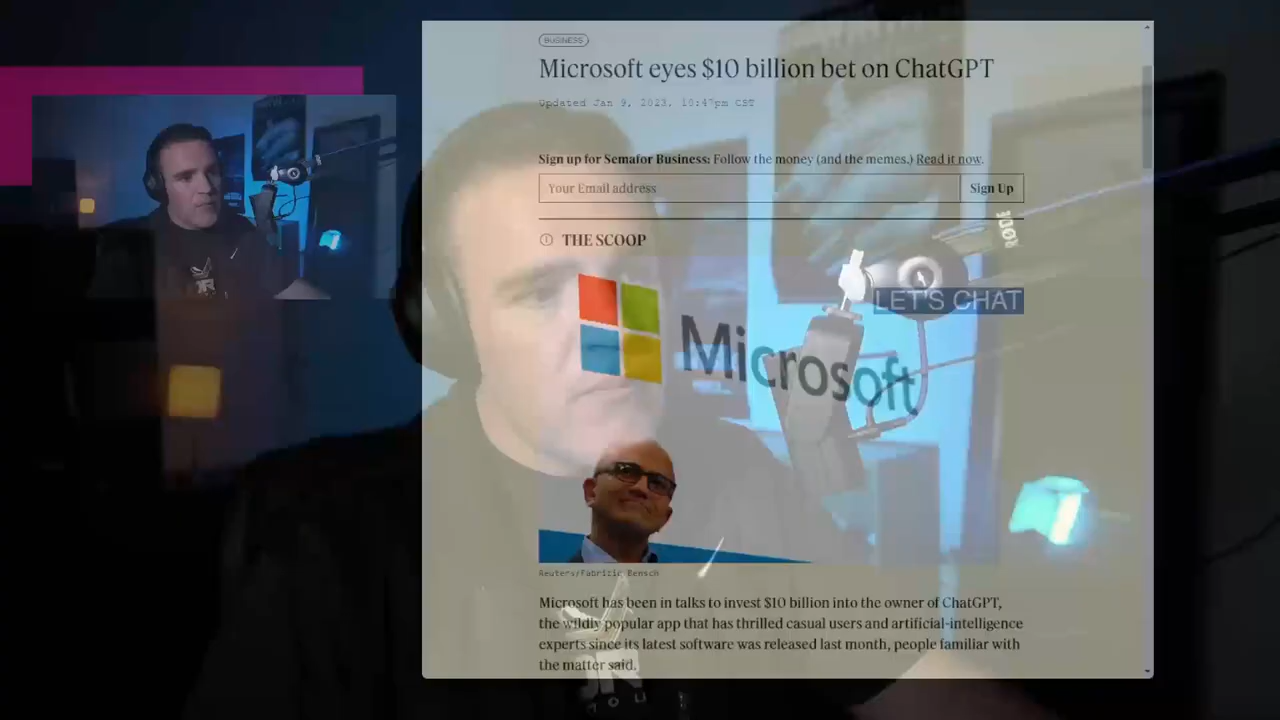 BUSINESS
Microsoft eyes $10 billion bet on ChatGPT
Updated Jan 9, 2023, 10:47pm CST
Sign up for Semafor Business: Follow the money (and the memes.) Read it now.
Your Email address
Sign Up
THE SCOOP
RODE
LET'S CHAT
Microsoft
Reuters/Fabrizio Bensch
Microsoft has been in talks to invest $10 billion into the owner of ChatGPT,
the wildly popular app that has thrilled casual users and artificial-intelligence
experts since its latest software was released last month, people familiar with
the matter said.